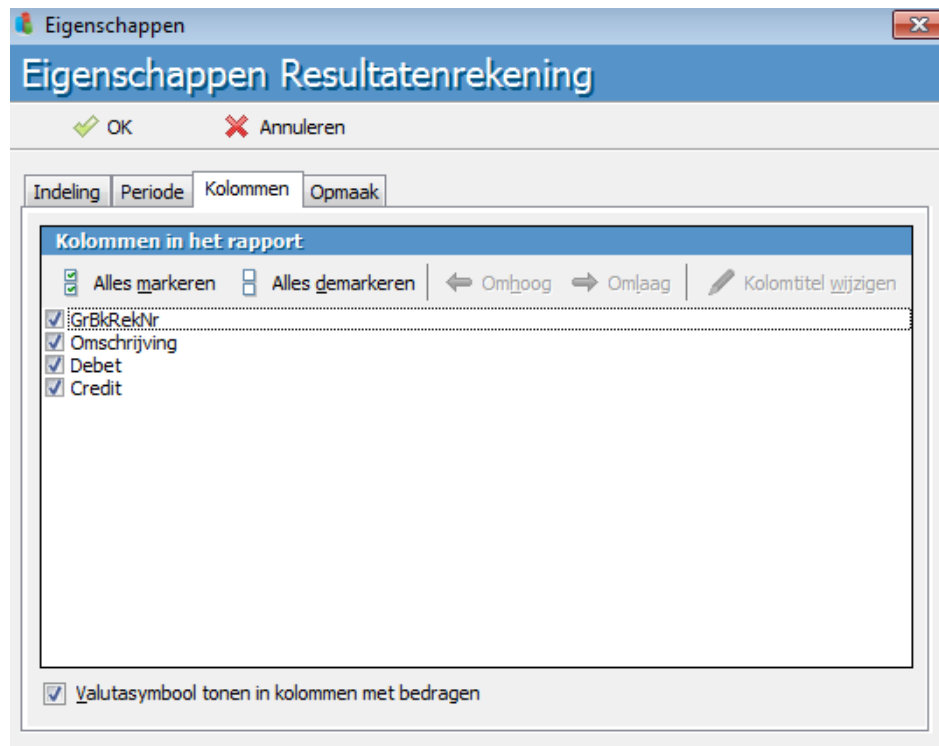 Eigenschappen
Eigenschappen Resultatenrekening
OK Annuleren
Indeling Periode Kolommen Opmaak
Kolommen in het rapport
Alles markeren Alles demarkeren Omhoog Omlaag Kolomtitel wijzigen
GrBkRekNr
Omschrijving
Debet
Credit
Valutasymbool tonen in kolommen met bedragen